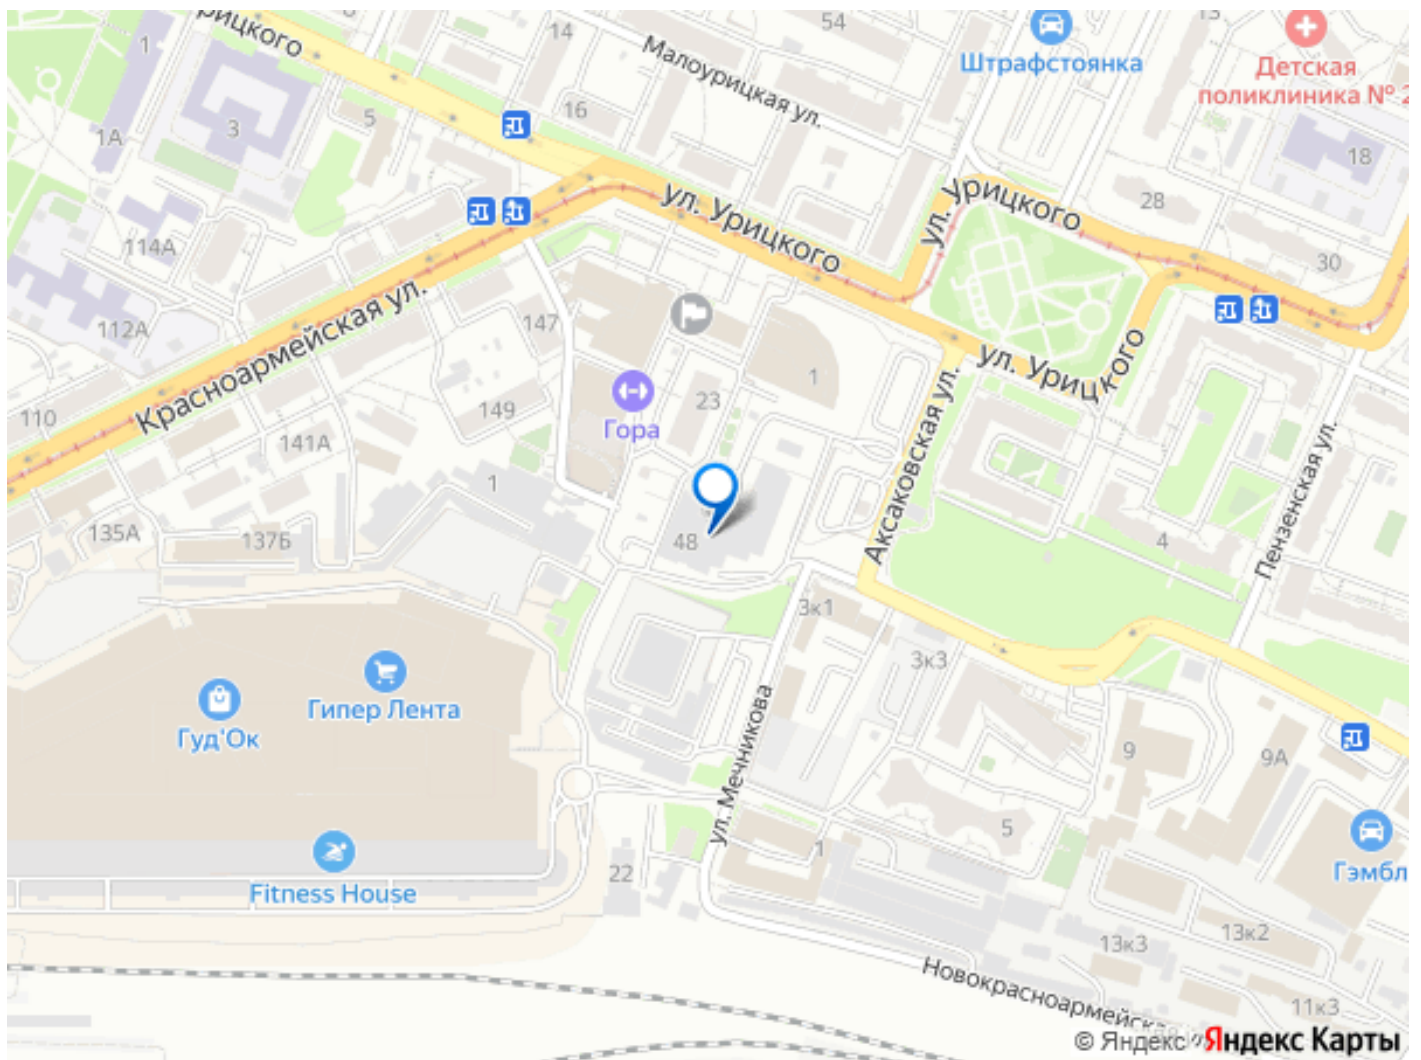 Урицкого
14
54
Штрафстоянка
Детская
поликлиника № 2
1
Малоурицкая ул.
16
5
3
1А
18
ул. Урицкого
ул. Урицкого
28
30
114А
112А
Красноармейская ул.
147
ул. Урицкого
1
23
149
Гора
110
141А
Аксаковская ул.
Пензенская ул.
1
135А
137Б
48
4
3к1
3к3
Гипер Лента
Гуд'Ок
ул. Мечникова
9
9А
5
1
22
Fitness House
Гэмбл
13к3
13к2
Новокрасноармейская
11к3
© Яндекс Яндекс Карты